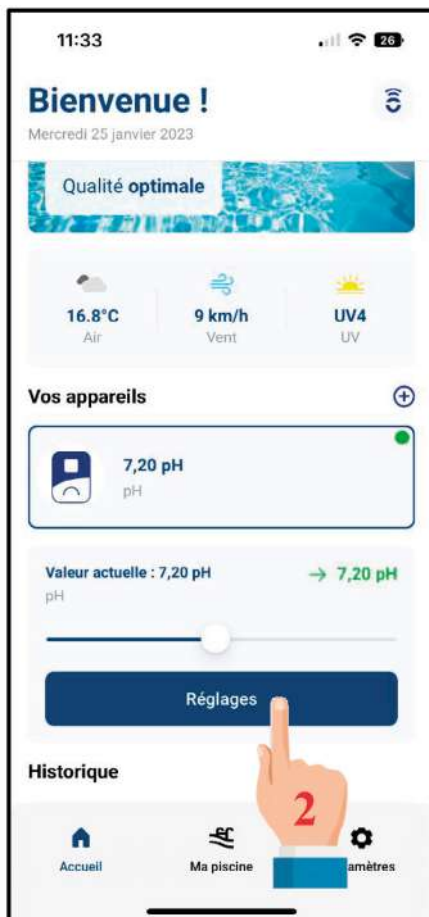 11:33
26
Bienvenue !
Mercredi 25 janvier 2023
Qualité optimale
16.8°C
Air
9 km/h
Vent
UV4
UV
Vos appareils
7,20 pH
pH
Valeur actuelle : 7,20 pH
→ 7,20 pH
pH
Réglages
Historique
2
Accueil
Ma piscine
amètres